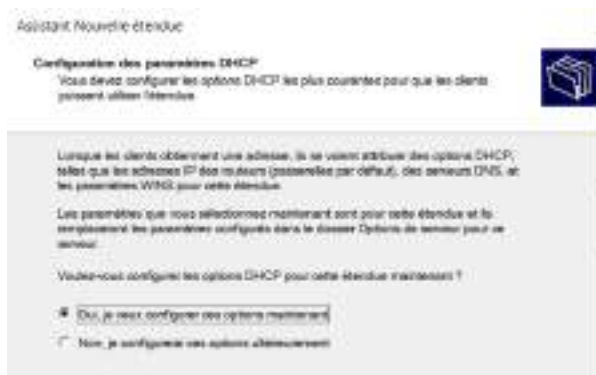 Assistant Nouvelle étendue
Configuration des paramètres DHCP
Vous devez configurer les options DHCP les plus courantes pour que les clients
puissent utiliser l'étendue.
Lorsque les clients obtiennent une adresse, ils se voient attribuer des options DHCP,
telles que les adresses IP des routeurs (passerelles par défaut), des serveurs DNS, et
les paramètres WINS pour cette étendue.
Les paramètres que vous sélectionnez maintenant sont pour cette étendue et ils
remplaceront les paramètres configurés dans le dossier Options de serveur pour ce
serveur.
Voulez-vous configurer les options DHCP pour cette étendue maintenant ?
Oui, je veux configurer ces options maintenant
Non, je configurerai ces options ultérieurement